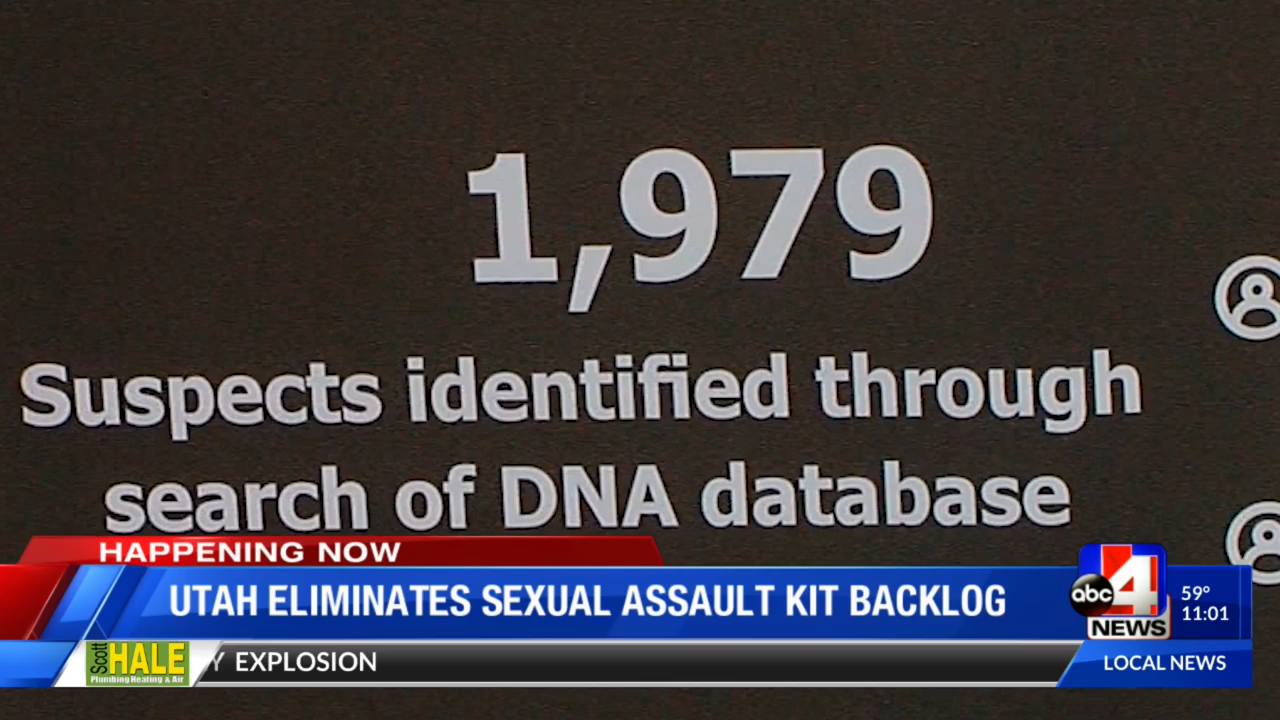 1,979
Suspects identified through
search of DNA database
HAPPENING NOW
UTAH ELIMINATES SEXUAL ASSAULT KIT BACKLOG
abc 4
NEWS
59°
11:01
Scott HALE
Plumbing Heating & Air
Y EXPLOSION
LOCAL NEWS